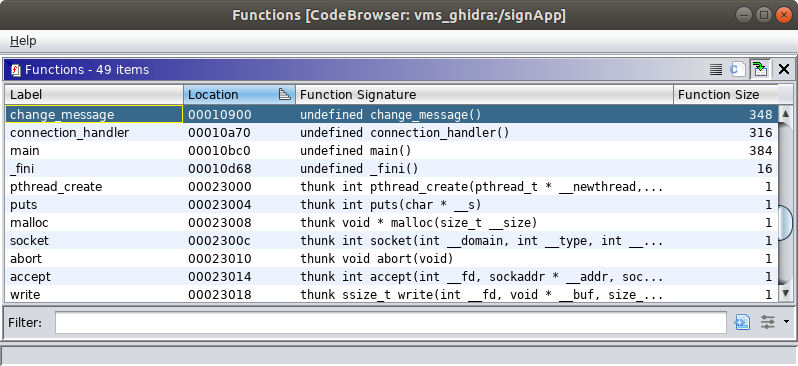 Functions [CodeBrowser: vms_ghidra:/signApp]
Help
Functions - 49 items
Label Location Function Signature Function Size
change_message 00010900 undefined change_message() 348
connection_handler 00010a70 undefined connection_handler() 316
main 00010bc0 undefined main() 384
_fini 00010d68 undefined _fini() 16
pthread_create 00023000 thunk int pthread_create(pthread_t * __newthread,... 1
puts 00023004 thunk int puts(char * __s) 1
malloc 00023008 thunk void * malloc(size_t __size) 1
socket 0002300c thunk int socket(int __domain, int __type, int __... 1
abort 00023010 thunk void abort(void) 1
accept 00023014 thunk int accept(int __fd, sockaddr * __addr, soc... 1
write 00023018 thunk ssize_t write(int __fd, void * __buf, size_... 1
Filter: